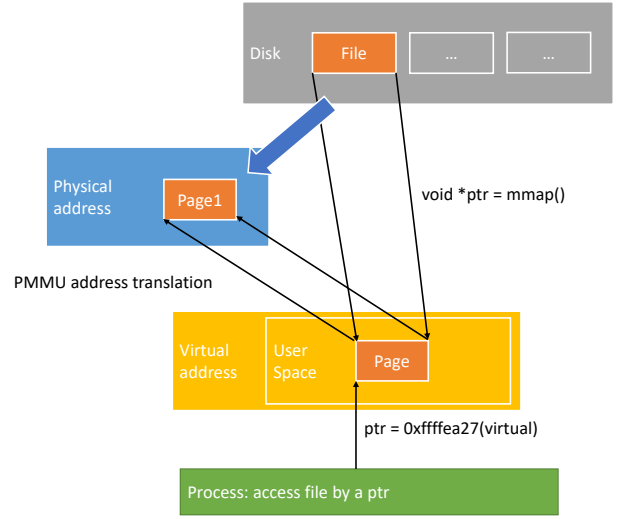 Disk
File
...
...
Physical
address
Page1
void *ptr = mmap()
PMMU address translation
Virtual
address
User
Space
Page
ptr = 0xffffea27(virtual)
Process: access file by a ptr